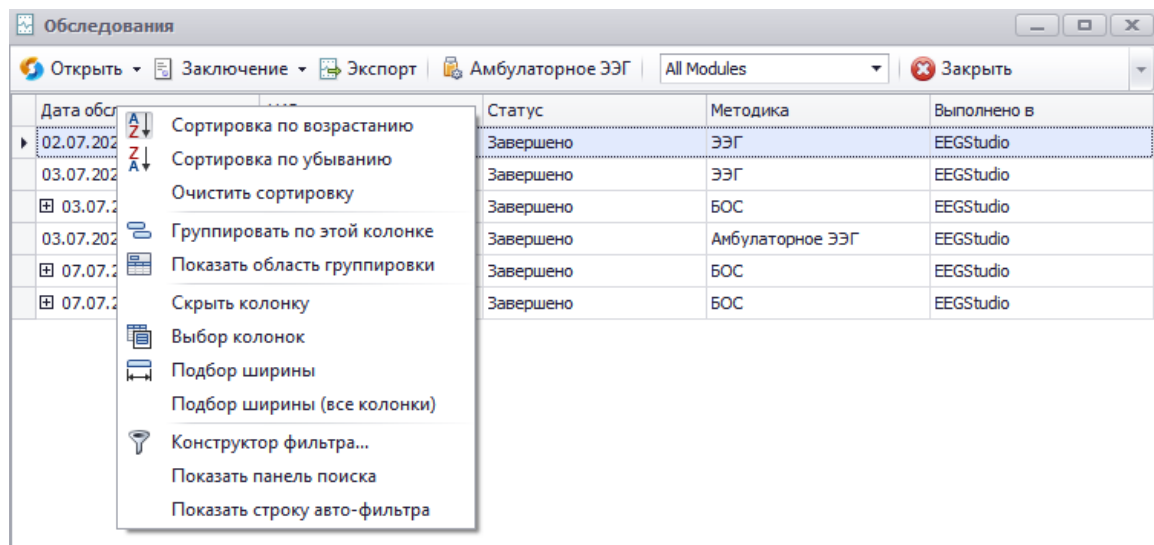 Обследования
Открыть Заключение Экспорт Амбулаторное ЭЭГ All Modules Закрыть
Статус Методика Выполнено в
Завершено ЭЭГ EEGStudio
Завершено ЭЭГ EEGStudio
Завершено БОС EEGStudio
Завершено Амбулаторное ЭЭГ EEGStudio
Завершено БОС EEGStudio
Завершено БОС EEGStudio
Сортировка по возрастанию
Сортировка по убыванию
Очистить сортировку
Группировать по этой колонке
Показать область группировки
Скрыть колонку
Выбор колонок
Подбор ширины
Подбор ширины (все колонки)
Конструктор фильтра...
Показать панель поиска
Показать строку авто-фильтра